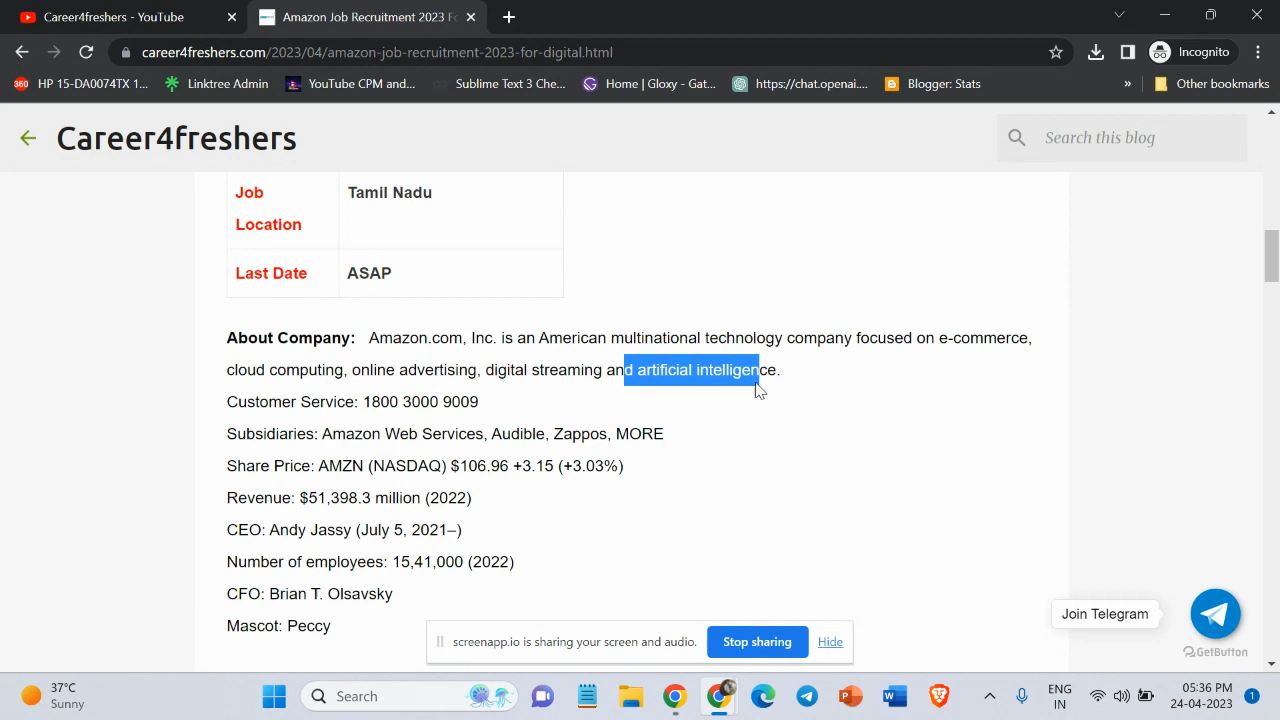 Career4freshers - YouTube
Amazon Job Recruitment 2023 Fo
career4freshers.com/2023/04/amazon-job-recruitment-2023-for-digital.html
Incognito
360 HP 15-DA0074TX 1...
Linktree Admin
YouTube CPM and...
Sublime Text 3 Che...
Home | Gloxy - Gat...
https://chat.openai....
Blogger: Stats
»
Other bookmarks
Career4freshers
Search this blog
Job Location Tamil Nadu
Last Date ASAP
About Company: Amazon.com, Inc. is an American multinational technology company focused on e-commerce,
cloud computing, online advertising, digital streaming and artificial intelligence.
Customer Service: 1800 3000 9009
Subsidiaries: Amazon Web Services, Audible, Zappos, MORE
Share Price: AMZN (NASDAQ) $106.96 +3.15 (+3.03%)
Revenue: $51,398.3 million (2022)
CEO: Andy Jassy (July 5, 2021–)
Number of employees: 15,41,000 (2022)
CFO: Brian T. Olsavsky
Mascot: Peccy
Join Telegram
GetButton
screenapp.io is sharing your screen and audio.
Stop sharing
Hide
37°C
Sunny
Search
ENG
IN
05:36 PM
24-04-2023
1